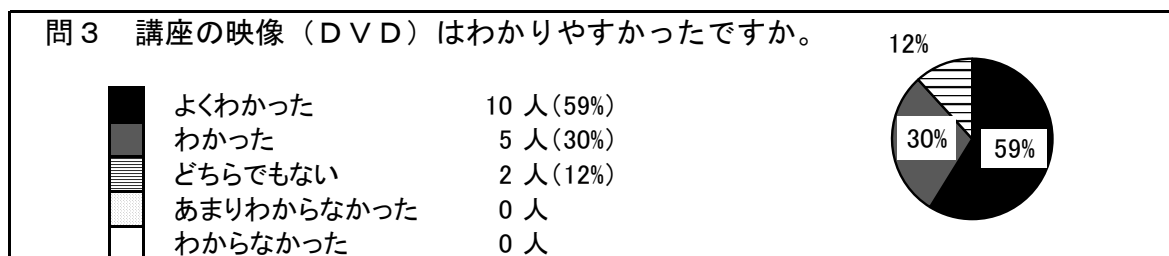 問3　講座の映像（DVD）はわかりやすかったですか。
よくわかった　10 人(59%)
わかった　5 人(30%)
どちらでもない　2 人(12%)
あまりわからなかった　0 人
わからなかった　0 人
12%
30%
59%